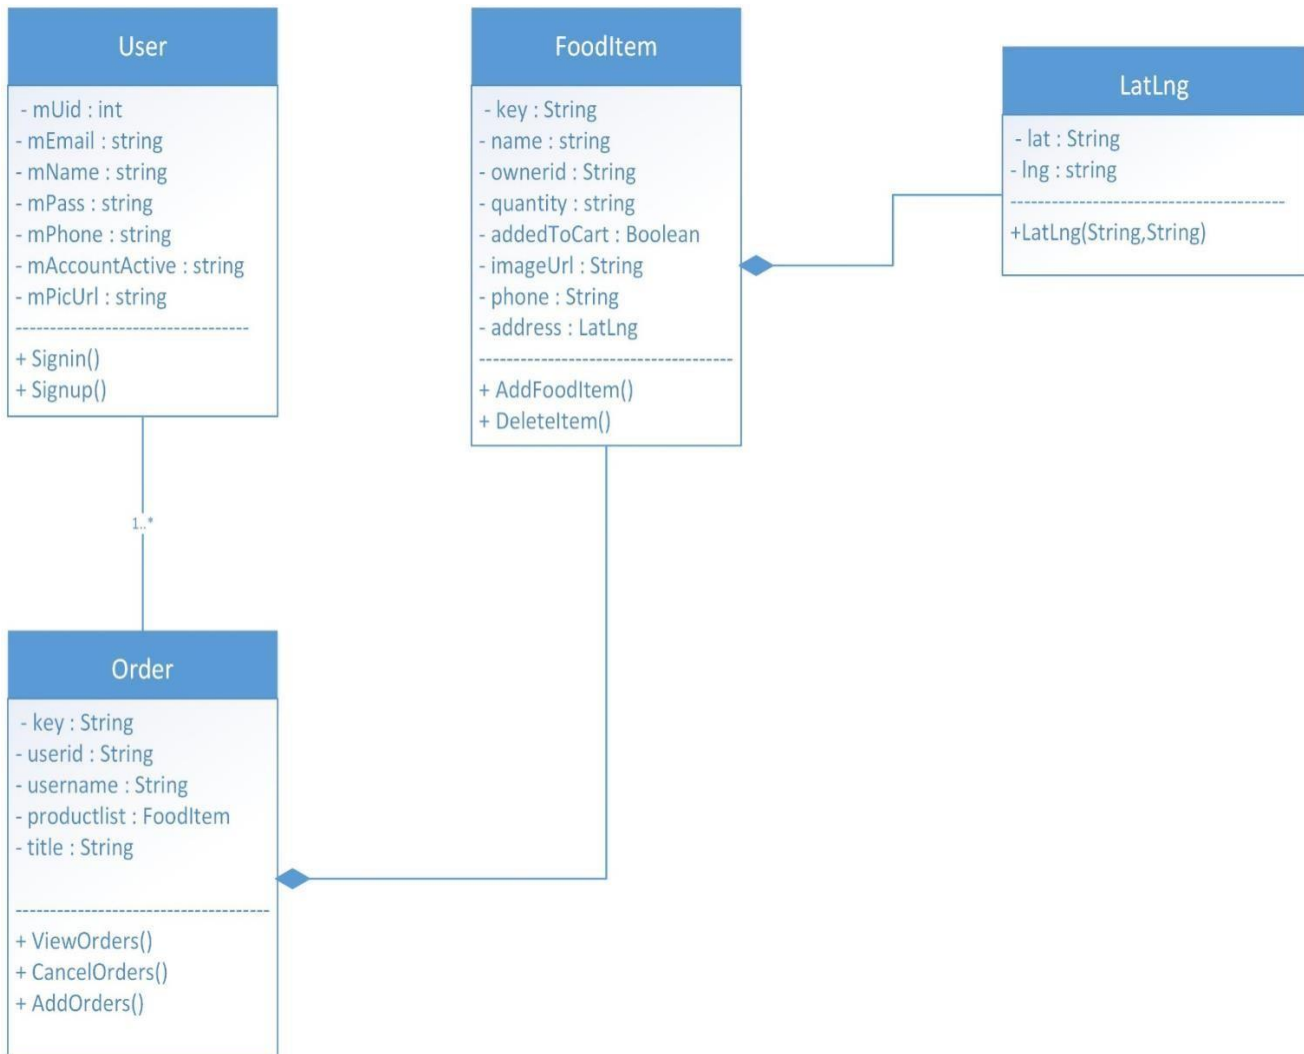 User
- mUid : int
- mEmail : string
- mName : string
- mPass : string
- mPhone : string
- mAccountActive : string
- mPicUrl : string
+ Signin()
+ Signup()
FoodItem
- key : String
- name : string
- ownerid : String
- quantity : string
- addedToCart : Boolean
- imageUrl : String
- phone : String
- address : LatLng
+ AddFoodItem()
+ DeleteItem()
LatLng
- lat : String
- lng : string
+LatLng(String,String)
1..*
Order
- key : String
- userid : String
- username : String
- productlist : FoodItem
- title : String
+ ViewOrders()
+ CancelOrders()
+ AddOrders()